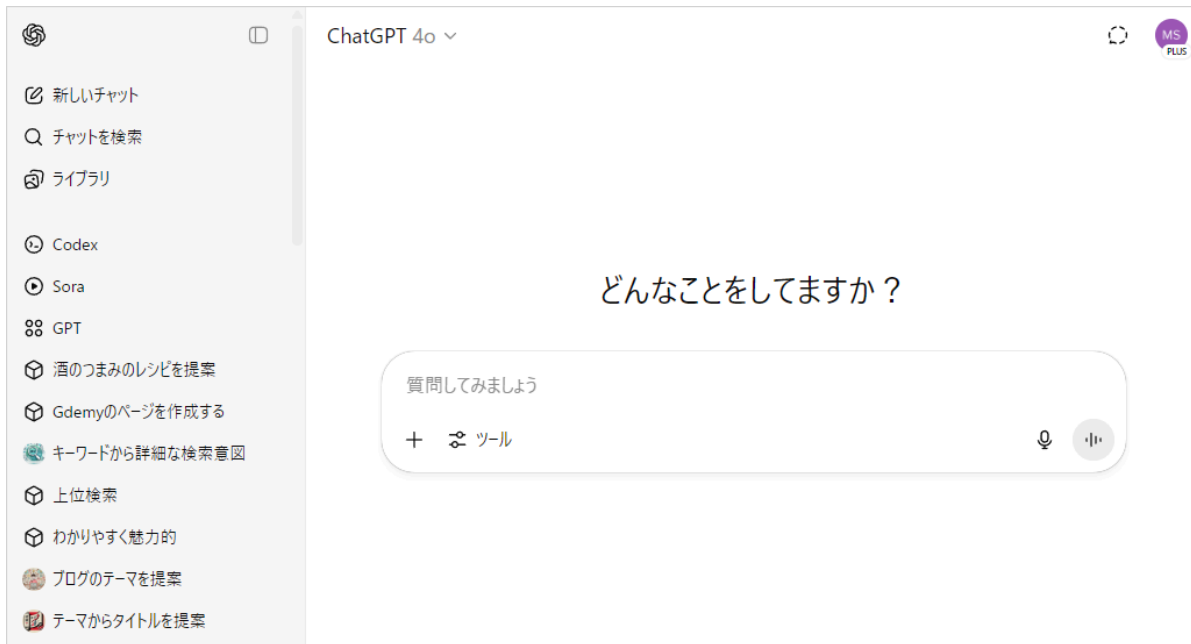 ChatGPT 4o
MS
PLUS
新しいチャット
チャットを検索
ライブラリ
Codex
Sora
GPT
酒のつまみのレシピを提案
Gdemyのページを作成する
キーワードから詳細な検索意図
上位検索
わかりやすく魅力的
ブログのテーマを提案
テーマからタイトルを提案
どんなことをしてますか？
質問してみましょう
ツール